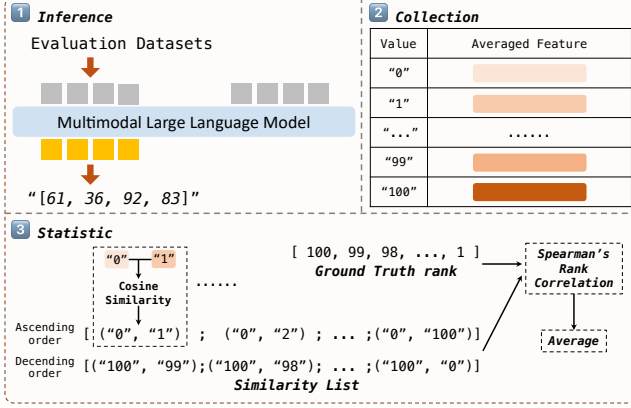 1 Inference
Evaluation Datasets
Multimodal Large Language Model
“[61, 36, 92, 83]”
2 Collection
Value Averaged Feature
“0”
“1”
“...” ......
“99”
“100”
3 Statistic
“0” “1”
Cosine
Similarity
......
[ 100, 99, 98, ..., 1 ]
Ground Truth rank
Spearman’s
Rank
Correlation
Average
Ascending
order
[ (“0”, “1”) ; (“0”, “2”) ; ... ;(“0”, “100”)]
Decending
order
[(“100”, “99”);(“100”, “98”); ... ;(“100”, “0”)]
Similarity List